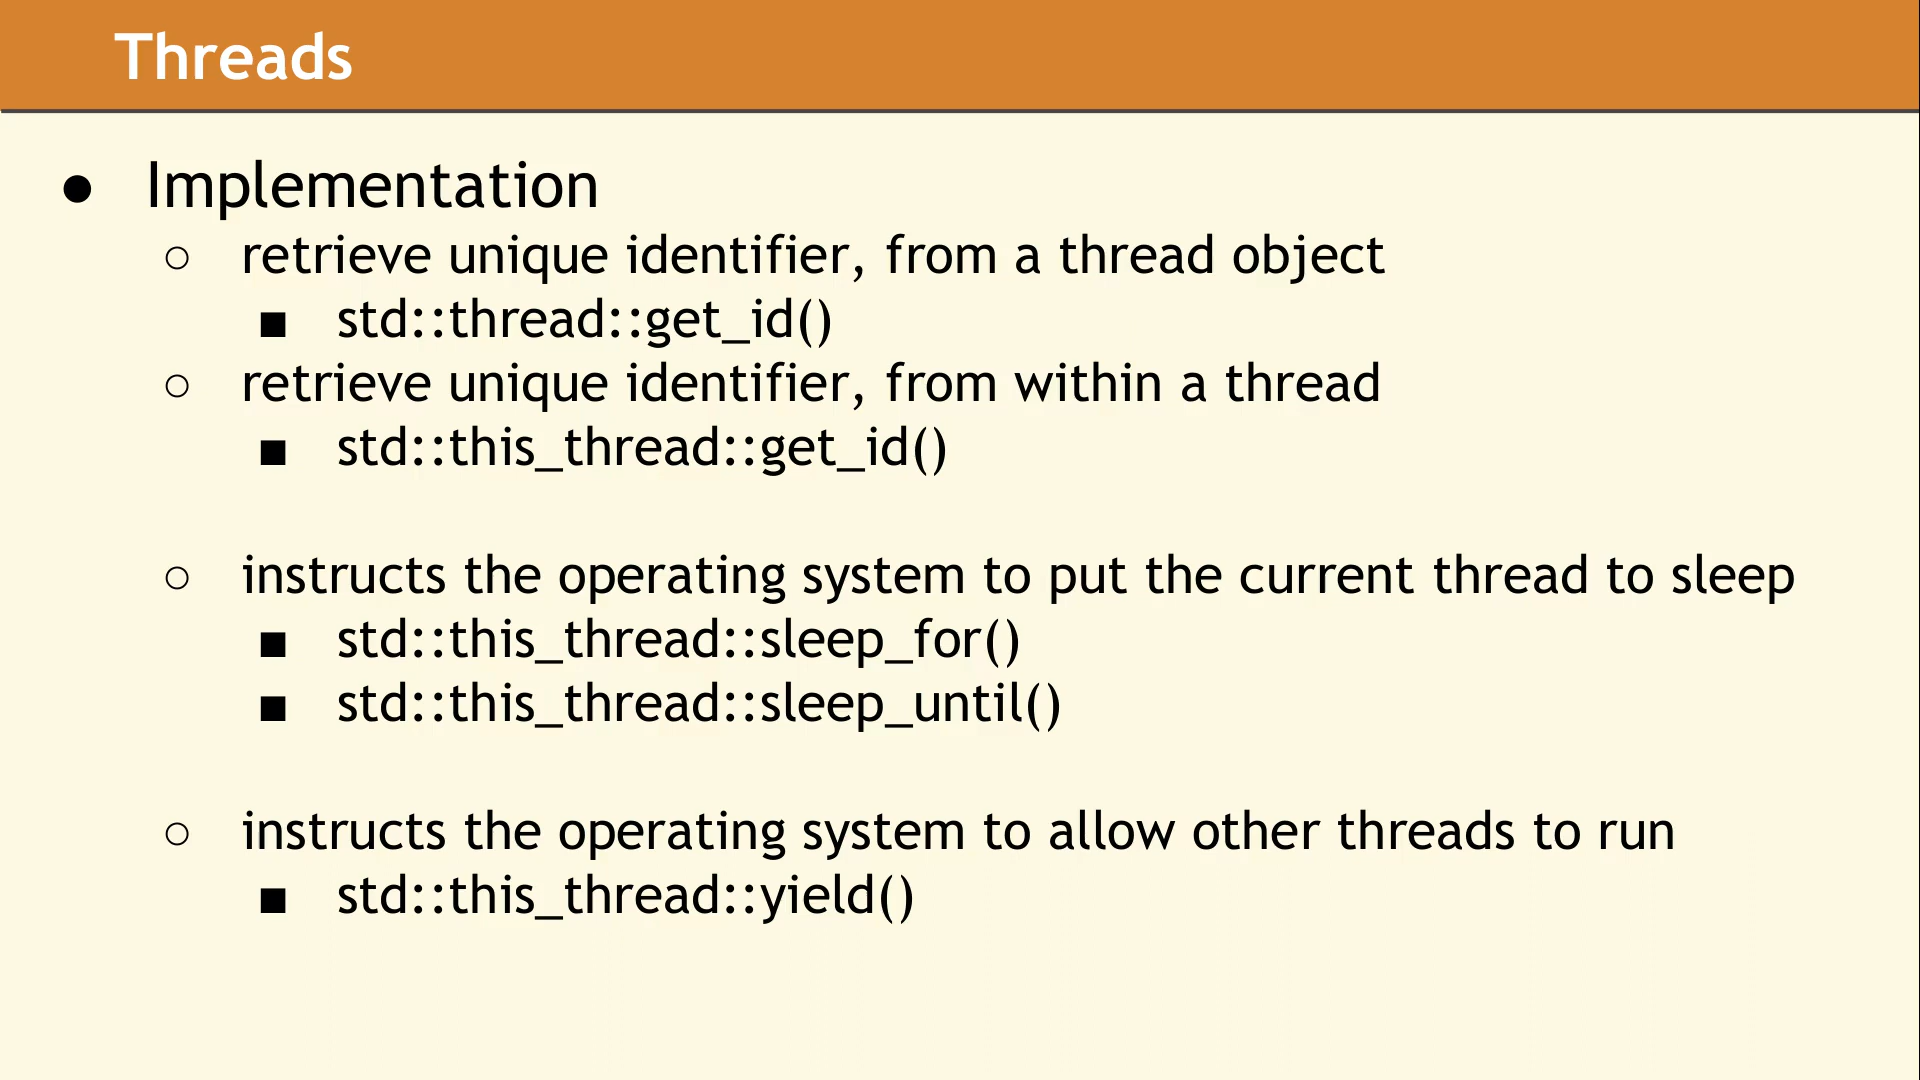 Threads
● Implementation
○ retrieve unique identifier, from a thread object
■ std::thread::get_id()
○ retrieve unique identifier, from within a thread
■ std::this_thread::get_id()
○ instructs the operating system to put the current thread to sleep
■ std::this_thread::sleep_for()
■ std::this_thread::sleep_until()
○ instructs the operating system to allow other threads to run
■ std::this_thread::yield()